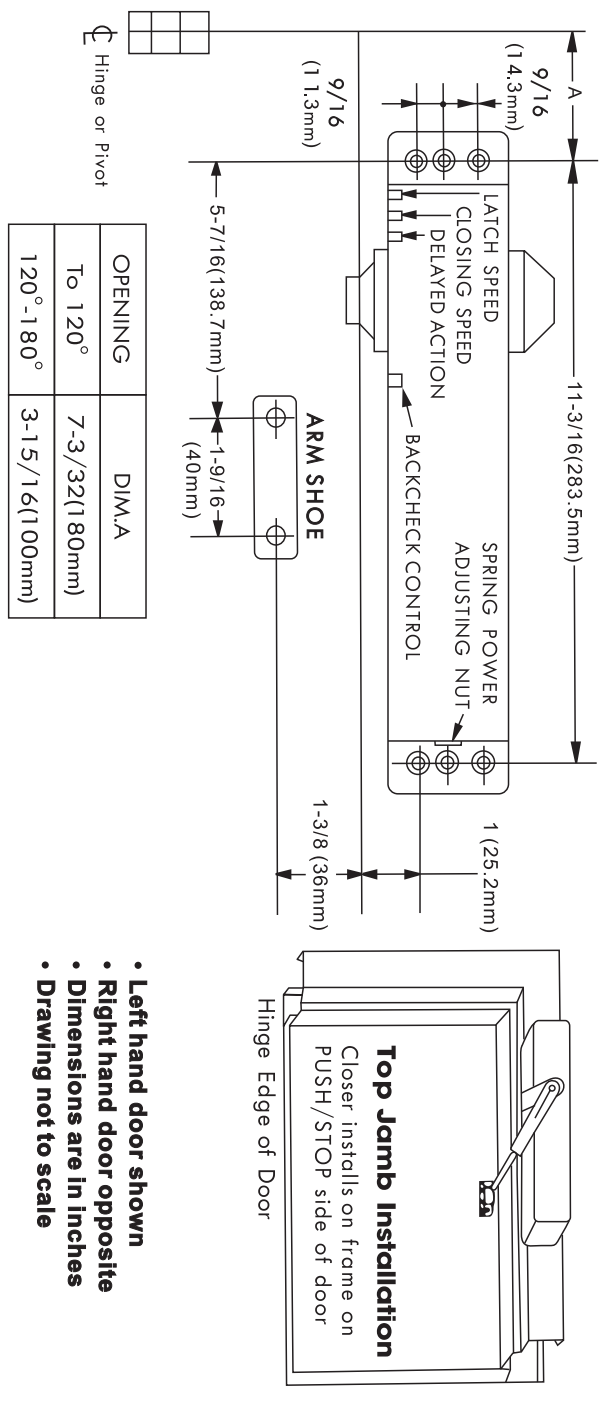 A
11-3/16(283.5mm)
9/16
(14.3mm)
9/16
(11.3mm)
LATCH SPEED
CLOSING SPEED
DELAYED ACTION
SPRING POWER
ADJUSTING NUT
BACKCHECK CONTROL
1 (25.2mm)
1-3/8 (36mm)
ARM SHOE
5-7/16(138.7mm)
1-9/16
(40mm)
℄ Hinge or Pivot
OPENING DIM.A
To 120° 7-3/32(180mm)
120°-180° 3-15/16(100mm)
Top Jamb Installation
Closer installs on frame on
PUSH/STOP side of door
Hinge Edge of Door
• Left hand door shown
• Right hand door opposite
• Dimensions are in inches
• Drawing not to scale